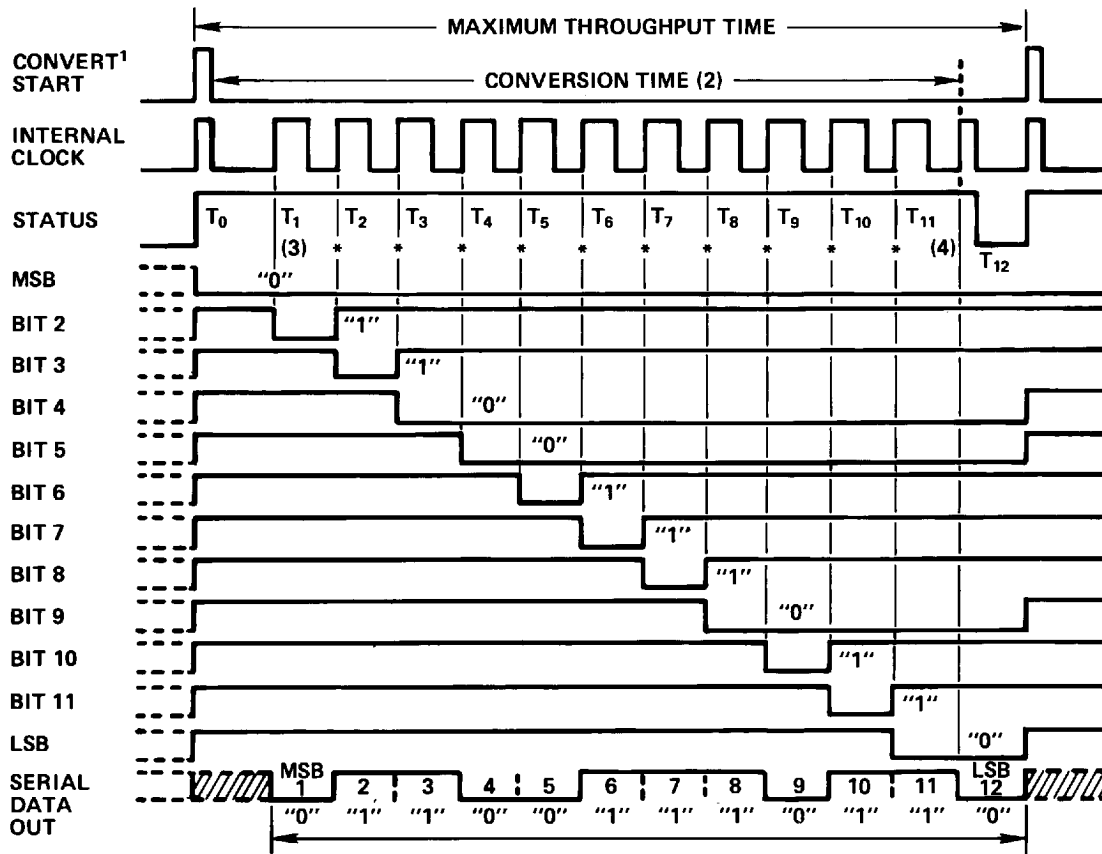 MAXIMUM THROUGHPUT TIME
CONVERT¹
START
CONVERSION TIME (2)
INTERNAL
CLOCK
STATUS
T₀ T₁ T₂ T₃ T₄ T₅ T₆ T₇ T₈ T₉ T₁₀ T₁₁
(3) * * * * * * * * * * (4)
T₁₂
MSB "0"
BIT 2 "1"
BIT 3 "1"
BIT 4 "0"
BIT 5 "0"
BIT 6 "1"
BIT 7 "1"
BIT 8 "1"
BIT 9 "0"
BIT 10 "1"
BIT 11 "1"
LSB "0"
SERIAL
DATA
OUT
MSB LSB
1 2 3 4 5 6 7 8 9 10 11 12
"0" "1" "1" "0" "0" "1" "1" "1" "0" "1" "1" "0"